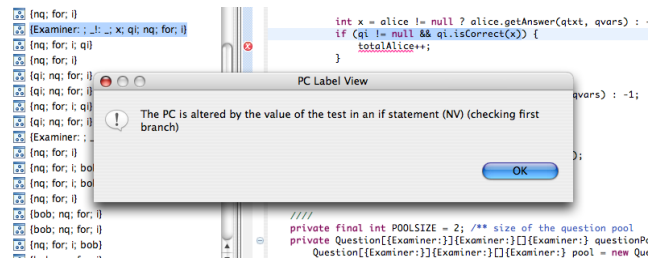 {nq; for; i}
{Examiner: ; _!: _; x; qi; nq; for; i}
{nq; for; i; qi}
{nq; for; i}
{qi; nq; for; i}
{qi; nq; for; i}
{nq; for; i; qi}
{qi; nq; for; i}
{Examiner: ;
{nq; for; i}
{nq; for; i;
{nq; for; i;
{nq; for; i}
{bob; nq; for; i}
{bob; nq; for; i}
{nq; for; i; bob}
int x = alice != null ? alice.getAnswer(qtxt, qvars) : -
if (qi != null && qi.isCorrect(x)) {
totalAlice++;
}
qvars) : -1;
);
PC Label View
The PC is altered by the value of the test in an if statement (NV) (checking first
branch)
OK
////
private final int POOLSIZE = 2; /** size of the question pool
private Question[{Examiner:}]{Examiner:}[]{Examiner:}
Question[{Examiner:}]{Examiner:}[]{Examiner:} pool = new